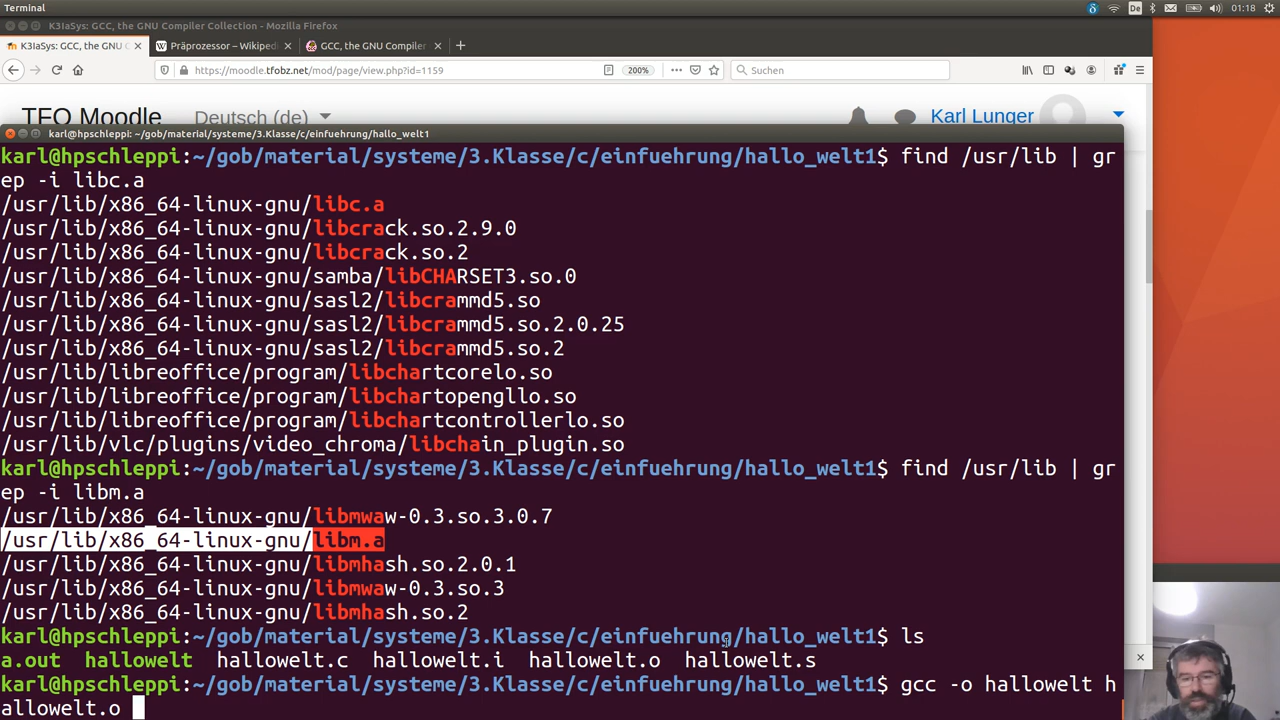 Terminal
De
01:18
K3IaSys: GCC, the GNU Compiler Collection - Mozilla Firefox
K3IaSys: GCC, the GNU C
Präprozessor – Wikiped
GCC, the GNU Compiler
https://moodle.tfobz.net/mod/page/view.php?id=1159
200%
Suchen
TFO Moodle
Deutsch (de)
Karl Lunger
karl@hpschleppi: ~/gob/material/systeme/3.Klasse/c/einfuehrung/hallo_welt1
karl@hpschleppi:~/gob/material/systeme/3.Klasse/c/einfuehrung/hallo_welt1$ find /usr/lib | gr
ep -i libc.a
/usr/lib/x86_64-linux-gnu/libc.a
/usr/lib/x86_64-linux-gnu/libcrack.so.2.9.0
/usr/lib/x86_64-linux-gnu/libcrack.so.2
/usr/lib/x86_64-linux-gnu/samba/libCHARSET3.so.0
/usr/lib/x86_64-linux-gnu/sasl2/libcrammd5.so
/usr/lib/x86_64-linux-gnu/sasl2/libcrammd5.so.2.0.25
/usr/lib/x86_64-linux-gnu/sasl2/libcrammd5.so.2
/usr/lib/libreoffice/program/libchartcorelo.so
/usr/lib/libreoffice/program/libchartopengllo.so
/usr/lib/libreoffice/program/libchartcontrollerlo.so
/usr/lib/vlc/plugins/video_chroma/libchain_plugin.so
karl@hpschleppi:~/gob/material/systeme/3.Klasse/c/einfuehrung/hallo_welt1$ find /usr/lib | gr
ep -i libm.a
/usr/lib/x86_64-linux-gnu/libmwaw-0.3.so.3.0.7
/usr/lib/x86_64-linux-gnu/libm.a
/usr/lib/x86_64-linux-gnu/libmhash.so.2.0.1
/usr/lib/x86_64-linux-gnu/libmwaw-0.3.so.3
/usr/lib/x86_64-linux-gnu/libmhash.so.2
karl@hpschleppi:~/gob/material/systeme/3.Klasse/c/einfuehrung/hallo_welt1$ ls
a.out hallowelt hallowelt.c hallowelt.i hallowelt.o hallowelt.s
karl@hpschleppi:~/gob/material/systeme/3.Klasse/c/einfuehrung/hallo_welt1$ gcc -o hallowelt h
allowelt.o